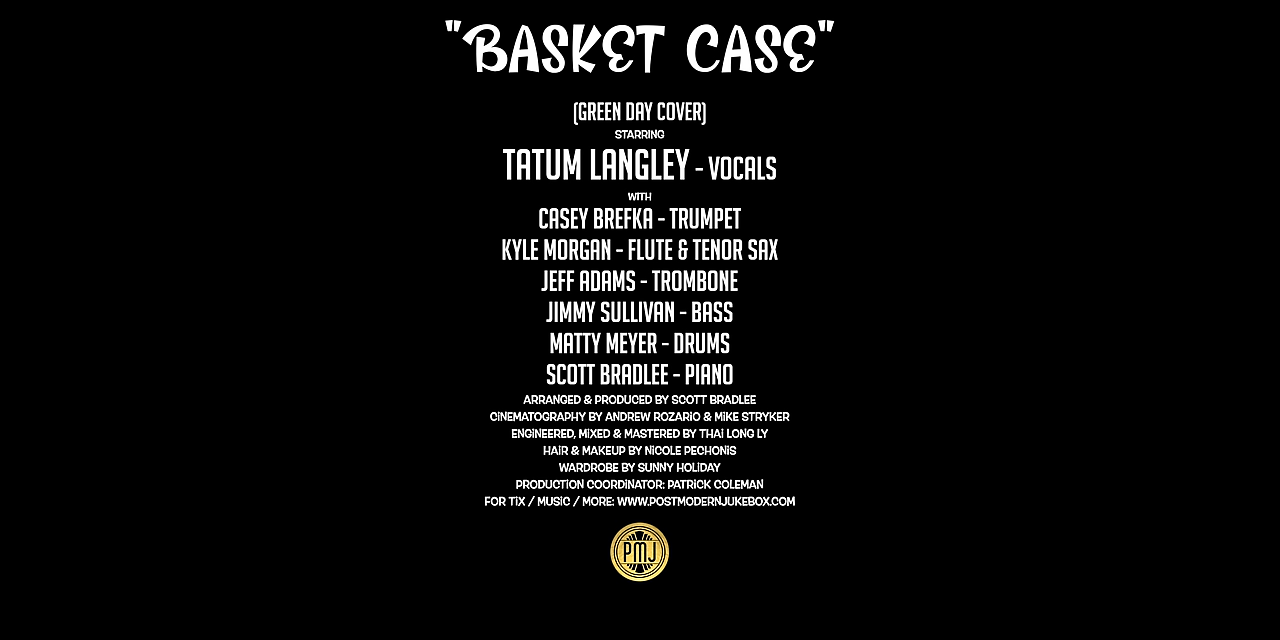 "BASKET CASE"
(GREEN DAY COVER)
STARRING
TATUM LANGLEY - VOCALS
WITH
CASEY BREFKA - TRUMPET
KYLE MORGAN - FLUTE & TENOR SAX
JEFF ADAMS - TROMBONE
JIMMY SULLIVAN - BASS
MATTY MEYER - DRUMS
SCOTT BRADLEE - PIANO
ARRANGED & PRODUCED BY SCOTT BRADLEE
CINEMATOGRAPHY BY ANDREW ROZARIO & MIKE STRYKER
ENGINEERED, MIXED & MASTERED BY THAI LONG LY
HAIR & MAKEUP BY NICOLE PECHONIS
WARDROBE BY SUNNY HOLIDAY
PRODUCTION COORDINATOR: PATRICK COLEMAN
FOR TIX / MUSIC / MORE: WWW.POSTMODERNJUKEBOX.COM
PMJ